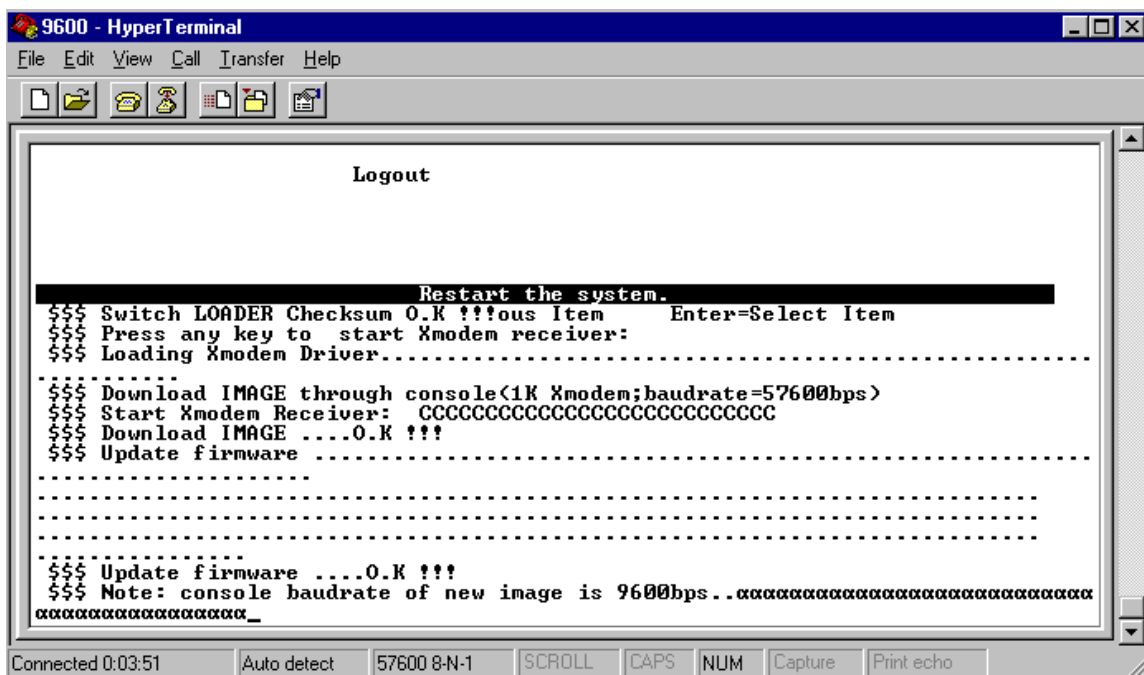 9600 - HyperTerminal
File Edit View Call Transfer Help
Logout
Restart the system.
$$$ Switch LOADER Checksum O.K !!!ous Item     Enter=Select Item
$$$ Press any key to  start Xmodem receiver:
$$$ Loading Xmodem Driver......................................................
...........
$$$ Download IMAGE through console(1K Xmodem;baudrate=57600bps)
$$$ Start Xmodem Receiver:  CCCCCCCCCCCCCCCCCCCCCCCCCCC
$$$ Download IMAGE ....O.K !!!
$$$ Update firmware ...........................................................
.....................
............................................................................
............................................................................
............................................................................
................
$$$ Update firmware ....O.K !!!
$$$ Note: console baudrate of new image is 9600bps..ααααααααααααααααααααααααααα
αααααααααααααααα_
Connected 0:03:51 Auto detect 57600 8-N-1 SCROLL CAPS NUM Capture Print echo